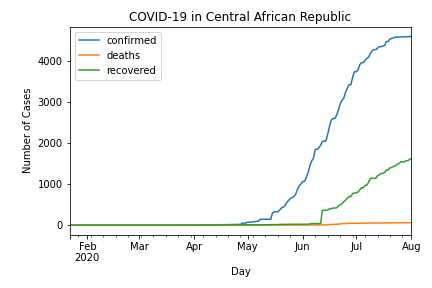 COVID-19 in Central African Republic
confirmed
deaths
recovered
Number of Cases
4000
3000
2000
1000
0
Feb Mar Apr May Jun Jul Aug
2020
Day